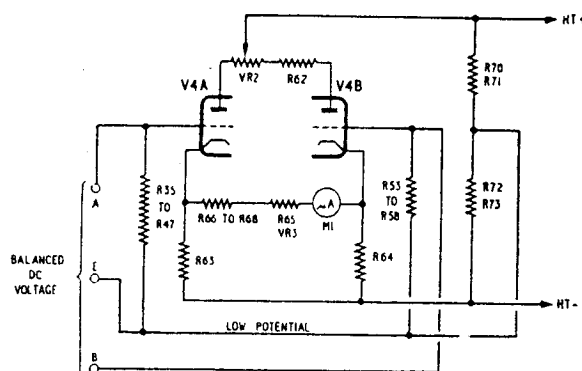 HT+
VR2
R62
V4A
V4B
R70
R71
R35
TO
R47
R53
TO
R58
R72
R73
A
R66 TO R68
R65
VR3
μA
M1
R63
R64
BALANCED
DC
VOLTAGE
E
HT-
LOW POTENTIAL
B